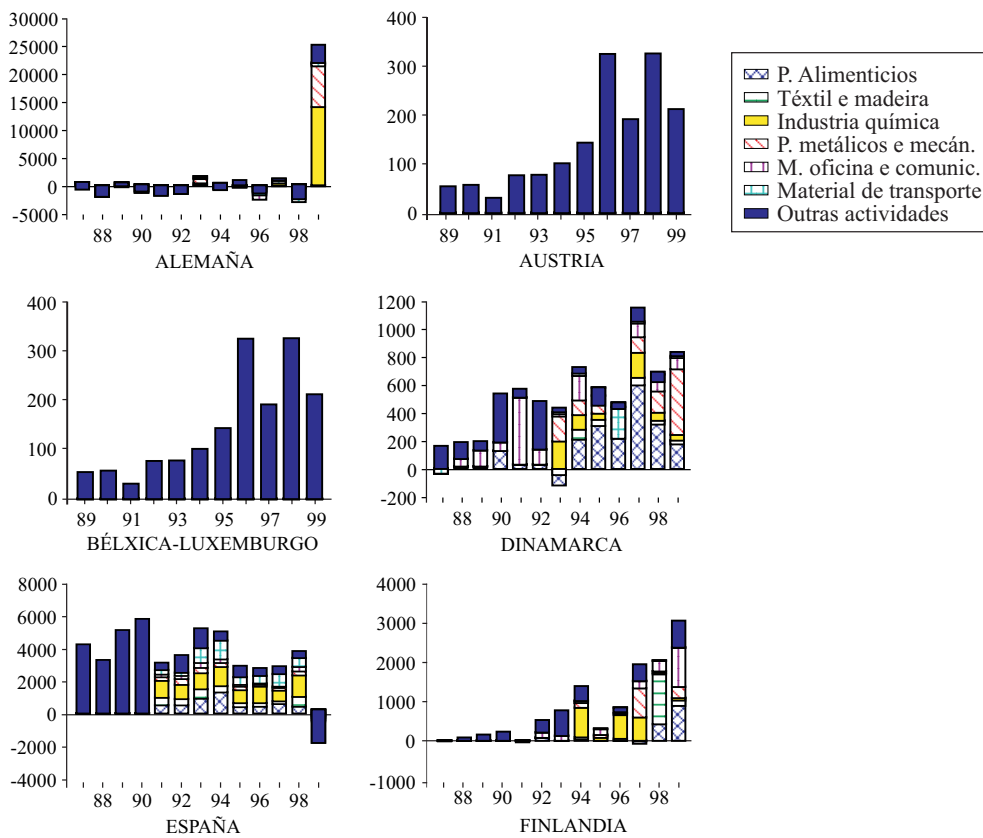 30000
25000
20000
15000
10000
5000
0
-5000
88 90 92 94 96 98
ALEMAÑA
400
300
200
100
0
89 91 93 95 97 99
AUSTRIA
P. Alimenticios
Téxtil e madeira
Industria química
P. metálicos e mecán.
M. oficina e comunic.
Material de transporte
Outras actividades
400
300
200
100
0
89 91 93 95 97 99
BÉLXICA-LUXEMBURGO
1200
1000
800
600
400
200
0
-200
88 90 92 94 96 98
DINAMARCA
8000
6000
4000
2000
0
-2000
-4000
88 90 92 94 96 98
ESPAÑA
4000
3000
2000
1000
0
-1000
88 90 92 94 96 98
FINLANDIA